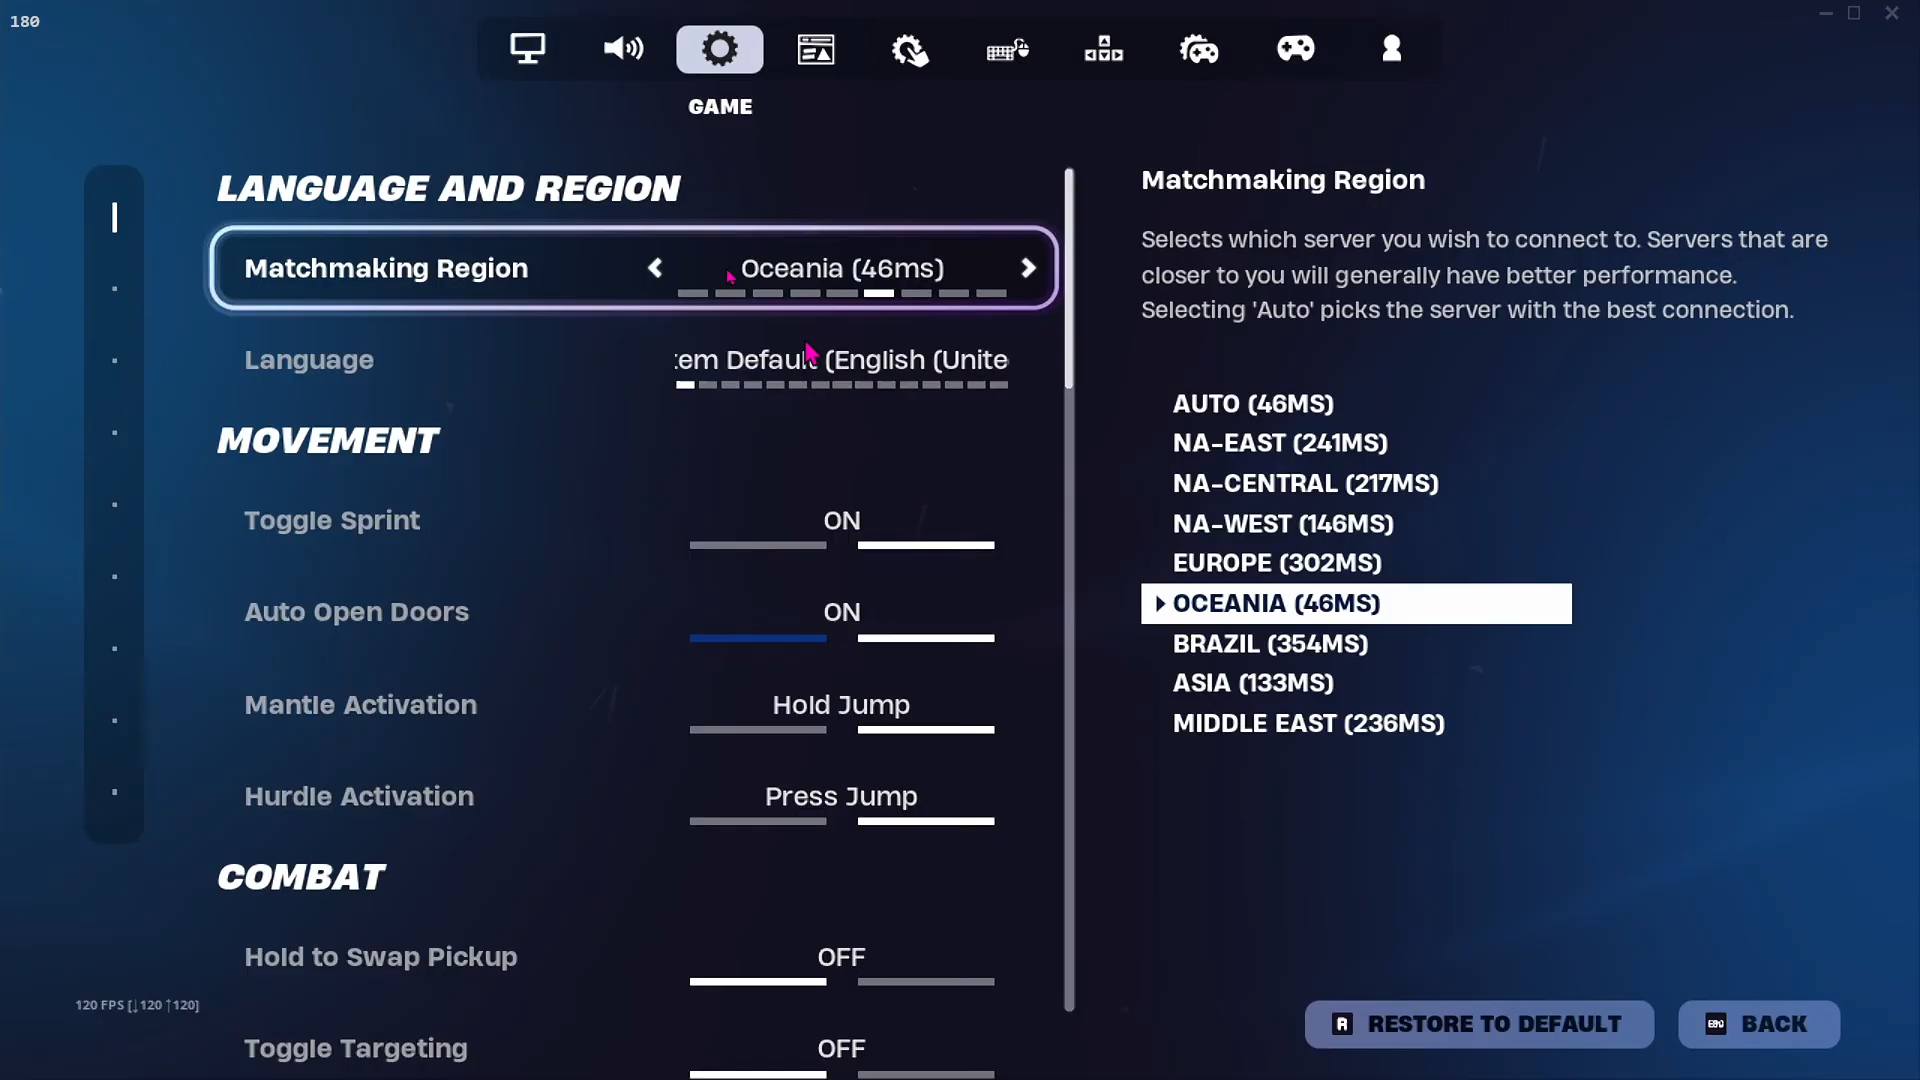 180
GAME
LANGUAGE AND REGION
Matchmaking Region
Oceania (46ms)
Language
tem Default (English (Unite
MOVEMENT
Toggle Sprint
ON
Auto Open Doors
ON
Mantle Activation
Hold Jump
Hurdle Activation
Press Jump
COMBAT
Hold to Swap Pickup
OFF
Toggle Targeting
OFF
Matchmaking Region
Selects which server you wish to connect to. Servers that are
closer to you will generally have better performance.
Selecting 'Auto' picks the server with the best connection.
AUTO (46MS)
NA-EAST (241MS)
NA-CENTRAL (217MS)
NA-WEST (146MS)
EUROPE (302MS)
OCEANIA (46MS)
BRAZIL (354MS)
ASIA (133MS)
MIDDLE EAST (236MS)
120 FPS [↓120 ↑120]
R RESTORE TO DEFAULT
ESC BACK